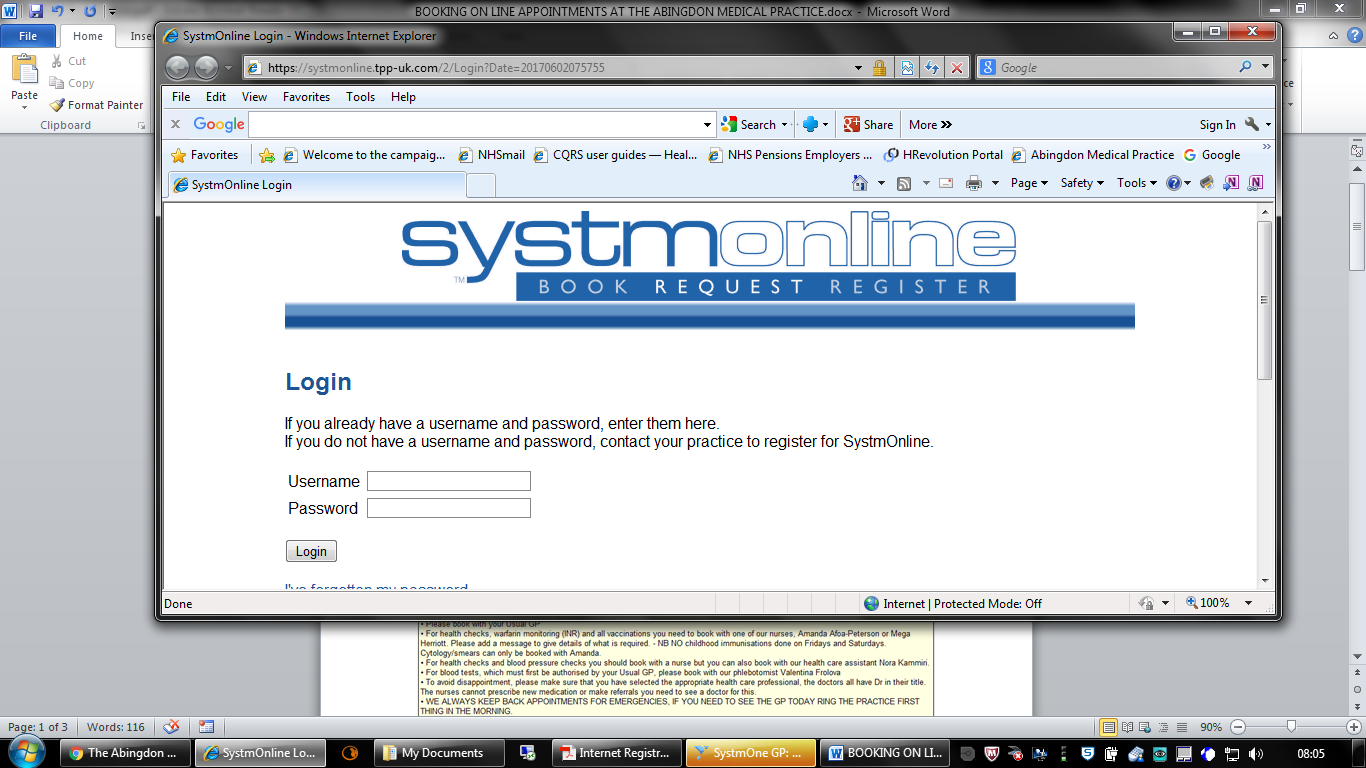 BOOKING ON LINE APPOINTMENTS AT THE ABINGDON MEDICAL PRACTICE.docx - Microsoft Word
File
Home
Inser
Paste
Cut
Copy
Format Painter
Clipboard
SystmOnline Login - Windows Internet Explorer
https://systmonline.tpp-uk.com/2/Login?Date=20170602075755
Google
File Edit View Favorites Tools Help
Google Search Share More Sign In
Favorites Welcome to the campaig... NHSmail CQRS user guides — Heal... NHS Pensions Employers ... HRevolution Portal Abingdon Medical Practice Google
SystmOnline Login
Page Safety Tools
systmonline
TM
BOOK REQUEST REGISTER
Login
If you already have a username and password, enter them here.
If you do not have a username and password, contact your practice to register for SystmOnline.
Username
Password
Login
I've forgotten my password
Done Internet | Protected Mode: Off 100%
• Please book with your Usual GP
• For health checks, warfarin monitoring (INR) and all vaccinations you need to book with one of our nurses, Amanda Afoa-Peterson or Mega
Herriott. Please add a message to give details of what is required. - NB NO childhood immunisations done on Fridays and Saturdays.
Cytology/smears can only be booked with Amanda.
• For health checks and blood pressure checks you should book with a nurse but you can also book with our health care assistant Nora Kammiri.
• For blood tests, which must first be authorised by your Usual GP, please book with our phlebotomist Valentina Frolova
• To avoid disappointment, please make sure that you have selected the appropriate health care professional, the doctors all have Dr in their title.
The nurses cannot prescribe new medication or make referrals you need to see a doctor for this.
• WE ALWAYS KEEP BACK APPOINTMENTS FOR EMERGENCIES, IF YOU NEED TO SEE THE GP TODAY RING THE PRACTICE FIRST
THING IN THE MORNING.
Page: 1 of 3 Words: 116 90%
The Abingdon ... SystmOnline Lo... My Documents Internet Registr... SystmOne GP: ... BOOKING ON LI... 08:05